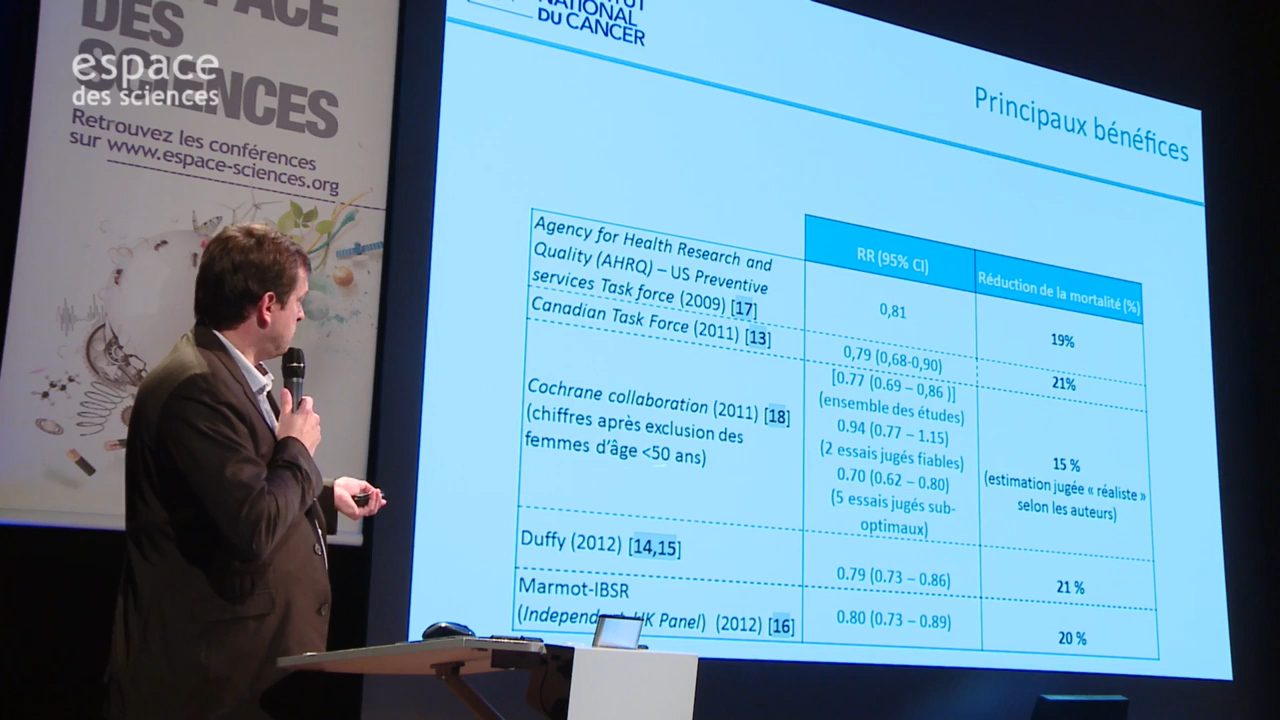 ESPACE
DES
SCIENCES
espace
des sciences
Retrouvez les conférences
sur www.espace-sciences.org
NATIONAL
DU CANCER
Principaux bénéfices
RR (95% CI)
Réduction de la mortalité (%)
Agency for Health Research and
Quality (AHRQ) – US Preventive
services Task force (2009) [17]
0,81
19%
Canadian Task Force (2011) [13]
0,79 (0,68-0,90)
21%
Cochrane collaboration (2011) [18]
(chiffres après exclusion des
femmes d'âge <50 ans)
[0.77 (0.69 – 0,86 )]
(ensemble des études)
0.94 (0.77 – 1.15)
(2 essais jugés fiables)
0.70 (0.62 – 0.80)
(5 essais jugés sub-
optimaux)
15 %
(estimation jugée « réaliste »
selon les auteurs)
Duffy (2012) [14,15]
0.79 (0.73 – 0.86)
21 %
Marmot-IBSR
(Independent UK Panel) (2012) [16]
0.80 (0.73 – 0.89)
20 %